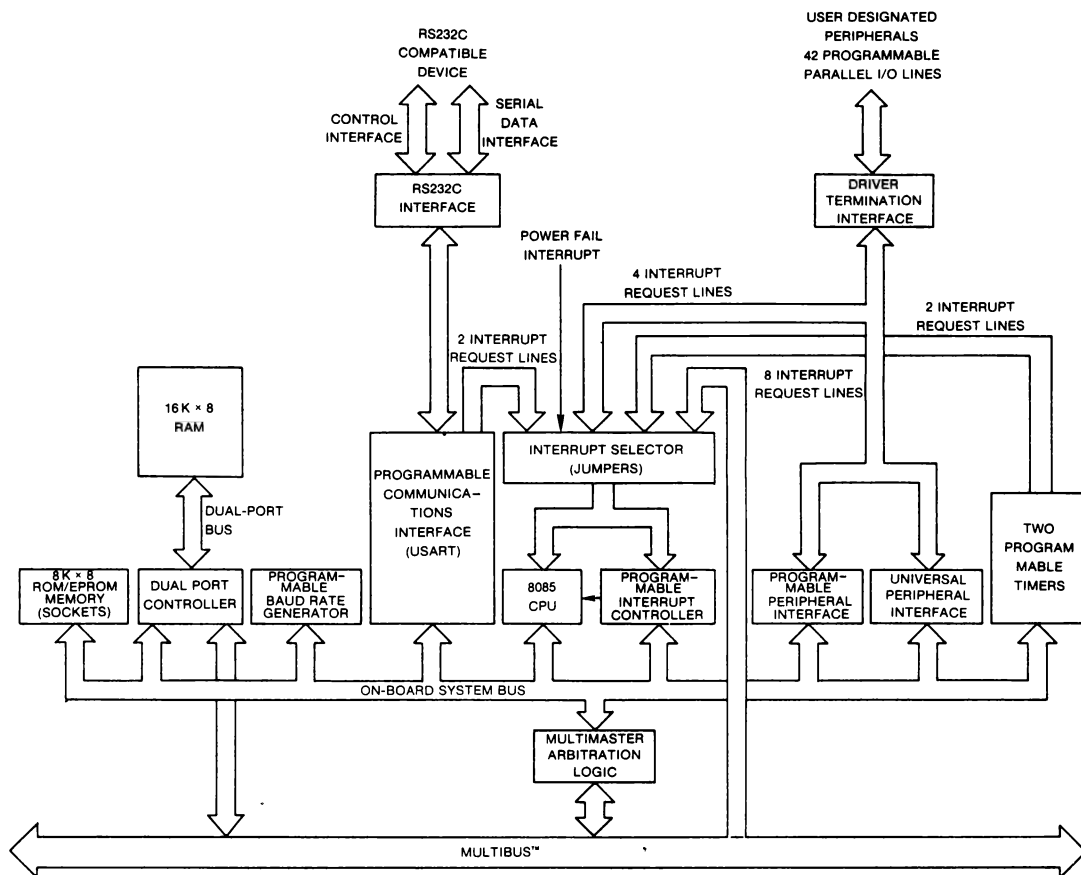 RS232C
COMPATIBLE
DEVICE
USER DESIGNATED
PERIPHERALS
42 PROGRAMMABLE
PARALLEL I/O LINES
CONTROL
INTERFACE
SERIAL
DATA
INTERFACE
RS232C
INTERFACE
DRIVER
TERMINATION
INTERFACE
POWER FAIL
INTERRUPT
4 INTERRUPT
REQUEST LINES
2 INTERRUPT
REQUEST LINES
2 INTERRUPT
REQUEST LINES
8 INTERRUPT
REQUEST LINES
16K × 8
RAM
INTERRUPT SELECTOR
(JUMPERS)
PROGRAMMABLE
COMMUNICA-
TIONS
INTERFACE
(USART)
DUAL-PORT
BUS
TWO
PROGRAM
MABLE
TIMERS
8K × 8
ROM/EPROM
MEMORY
(SOCKETS)
DUAL PORT
CONTROLLER
PROGRAM-
MABLE
BAUD RATE
GENERATOR
8085
CPU
PROGRAM-
MABLE
INTERRUPT
CONTROLLER
PROGRAM-
MABLE
PERIPHERAL
INTERFACE
UNIVERSAL
PERIPHERAL
INTERFACE
ON-BOARD SYSTEM BUS
MULTIMASTER
ARBITRATION
LOGIC
MULTIBUS™